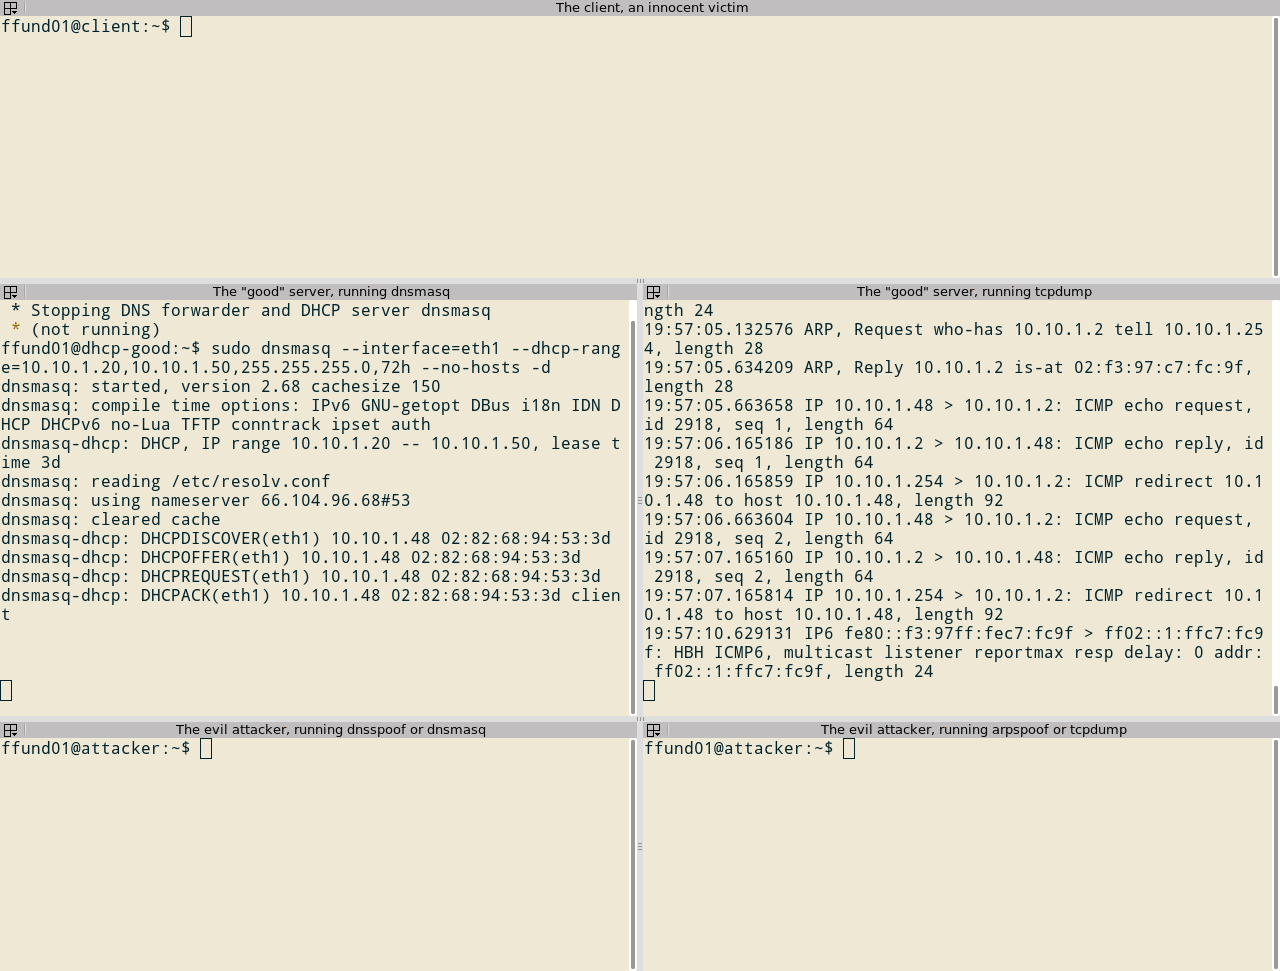 The client, an innocent victim
ffund01@client:~$
The "good" server, running dnsmasq
 * Stopping DNS forwarder and DHCP server dnsmasq
 * (not running)
ffund01@dhcp-good:~$ sudo dnsmasq --interface=eth1 --dhcp-rang
e=10.10.1.20,10.10.1.50,255.255.255.0,72h --no-hosts -d
dnsmasq: started, version 2.68 cachesize 150
dnsmasq: compile time options: IPv6 GNU-getopt DBus i18n IDN D
HCP DHCPv6 no-Lua TFTP conntrack ipset auth
dnsmasq-dhcp: DHCP, IP range 10.10.1.20 -- 10.10.1.50, lease t
ime 3d
dnsmasq: reading /etc/resolv.conf
dnsmasq: using nameserver 66.104.96.68#53
dnsmasq: cleared cache
dnsmasq-dhcp: DHCPDISCOVER(eth1) 10.10.1.48 02:82:68:94:53:3d
dnsmasq-dhcp: DHCPOFFER(eth1) 10.10.1.48 02:82:68:94:53:3d
dnsmasq-dhcp: DHCPREQUEST(eth1) 10.10.1.48 02:82:68:94:53:3d
dnsmasq-dhcp: DHCPACK(eth1) 10.10.1.48 02:82:68:94:53:3d clien
t
The "good" server, running tcpdump
ngth 24
19:57:05.132576 ARP, Request who-has 10.10.1.2 tell 10.10.1.25
4, length 28
19:57:05.634209 ARP, Reply 10.10.1.2 is-at 02:f3:97:c7:fc:9f,
length 28
19:57:05.663658 IP 10.10.1.48 > 10.10.1.2: ICMP echo request,
id 2918, seq 1, length 64
19:57:06.165186 IP 10.10.1.2 > 10.10.1.48: ICMP echo reply, id
 2918, seq 1, length 64
19:57:06.165859 IP 10.10.1.254 > 10.10.1.2: ICMP redirect 10.1
0.1.48 to host 10.10.1.48, length 92
19:57:06.663604 IP 10.10.1.48 > 10.10.1.2: ICMP echo request,
id 2918, seq 2, length 64
19:57:07.165160 IP 10.10.1.2 > 10.10.1.48: ICMP echo reply, id
 2918, seq 2, length 64
19:57:07.165814 IP 10.10.1.254 > 10.10.1.2: ICMP redirect 10.1
0.1.48 to host 10.10.1.48, length 92
19:57:10.629131 IP6 fe80::f3:97ff:fec7:fc9f > ff02::1:ffc7:fc9
f: HBH ICMP6, multicast listener reportmax resp delay: 0 addr:
 ff02::1:ffc7:fc9f, length 24
The evil attacker, running dnsspoof or dnsmasq
ffund01@attacker:~$
The evil attacker, running arpspoof or tcpdump
ffund01@attacker:~$